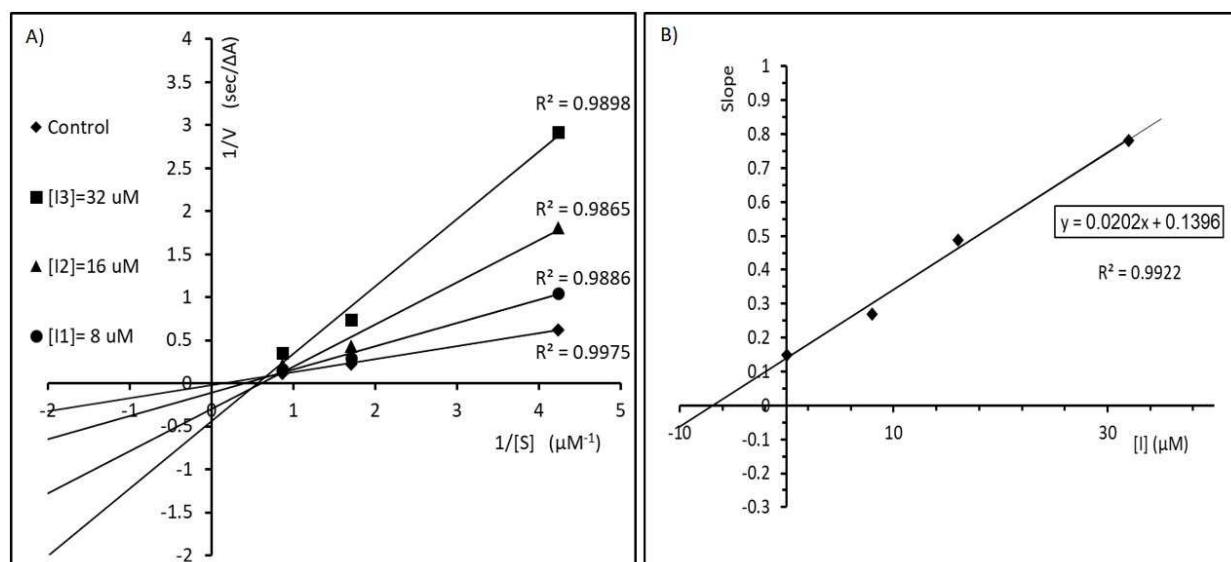 A)
1/V (sec/ΔA)
4
3.5
3
2.5
2
1.5
1
0.5
0
-0.5
-1
-1.5
-2
-2 -1 0 1 2 3 4 5
1/[S] (µM⁻¹)
Control
[I3]=32 uM
[I2]=16 uM
[I1]= 8 uM
R² = 0.9898
R² = 0.9865
R² = 0.9886
R² = 0.9975
B)
Slope
1
0.9
0.8
0.7
0.6
0.5
0.4
0.3
0.2
0.1
0
-0.1
-0.2
-0.3
-10 10 30
[I] (µM)
y = 0.0202x + 0.1396
R² = 0.9922